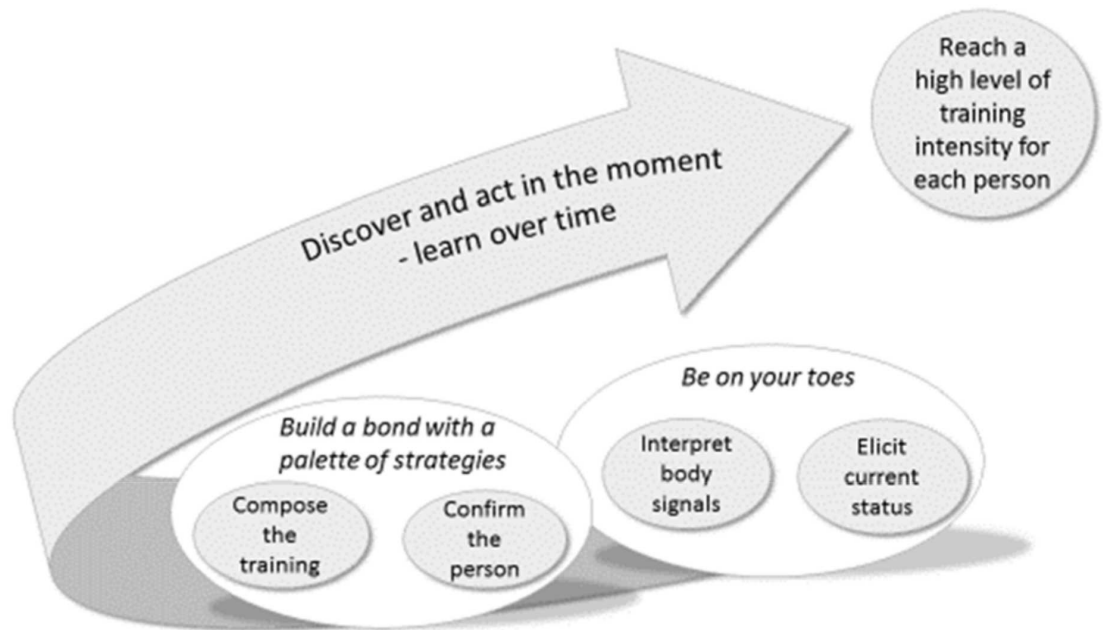 Reach a
high level of
training
intensity for
each person
Discover and act in the moment
- learn over time
Be on your toes
Interpret
body
signals
Elicit
current
status
Build a bond with a
palette of strategies
Compose
the
training
Confirm
the
person